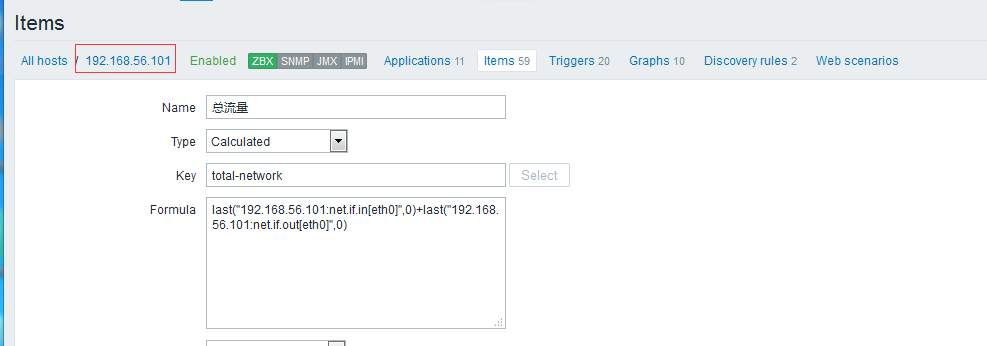 Items
All hosts / 192.168.56.101 Enabled ZBX SNMP JMX IPMI Applications 11 Items 59 Triggers 20 Graphs 10 Discovery rules 2 Web scenarios
Name 总流量
Type Calculated
Key total-network Select
Formula last("192.168.56.101:net.if.in[eth0]",0)+last("192.168.
56.101:net.if.out[eth0]",0)